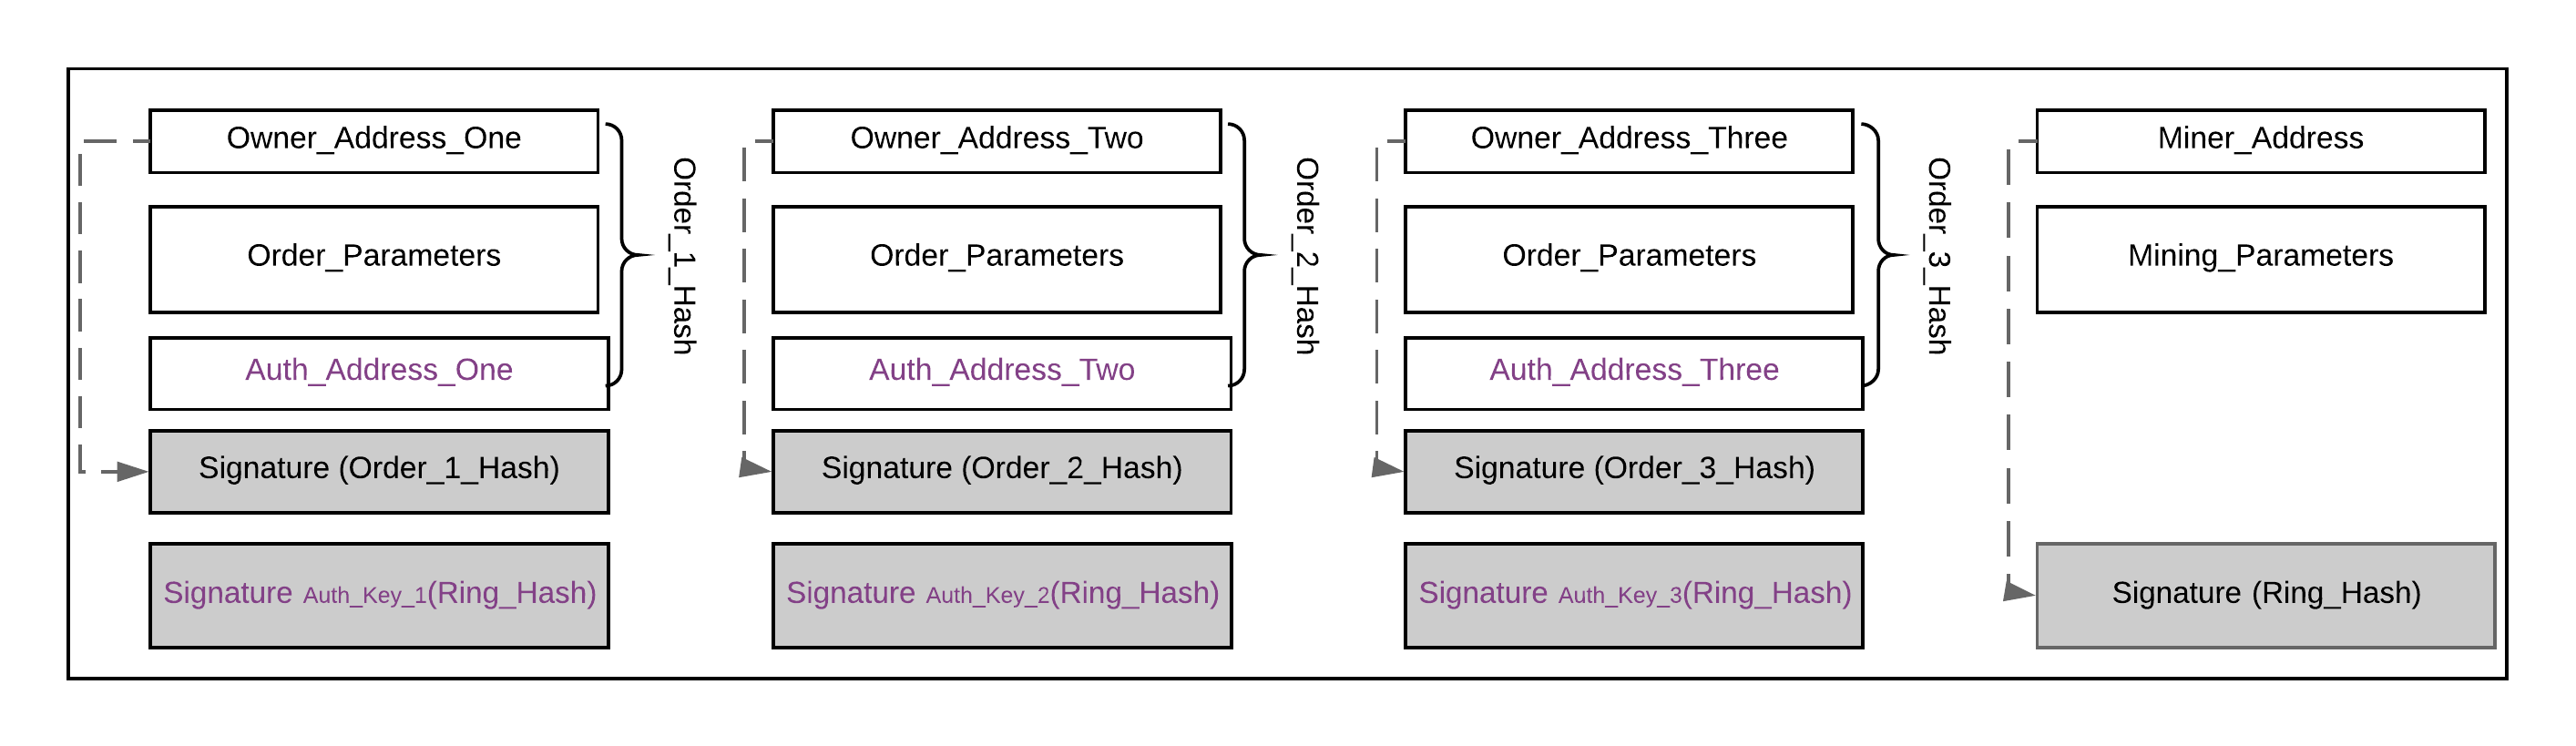 Owner_Address_One
Order_Parameters
Auth_Address_One
Signature (Order_1_Hash)
Signature Auth_Key_1(Ring_Hash)
Order_1_Hash
Owner_Address_Two
Order_Parameters
Auth_Address_Two
Signature (Order_2_Hash)
Signature Auth_Key_2(Ring_Hash)
Order_2_Hash
Owner_Address_Three
Order_Parameters
Auth_Address_Three
Signature (Order_3_Hash)
Signature Auth_Key_3(Ring_Hash)
Order_3_Hash
Miner_Address
Mining_Parameters
Signature (Ring_Hash)